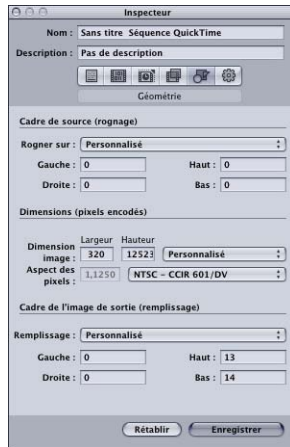 Inspecteur
Nom : Sans titre Séquence QuickTime
Description : Pas de description
Géométrie
Cadre de source (rognage)
Rogner sur : Personnalisé
Gauche : 0 Haut : 0
Droite : 0 Bas : 0
Dimensions (pixels encodés)
Largeur Hauteur
Dimension image : 320 12523 Personnalisé
Aspect des pixels : 1,1250 NTSC – CCIR 601/DV
Cadre de l'image de sortie (remplissage)
Remplissage : Personnalisé
Gauche : 0 Haut : 13
Droite : 0 Bas : 14
Rétablir Enregistrer